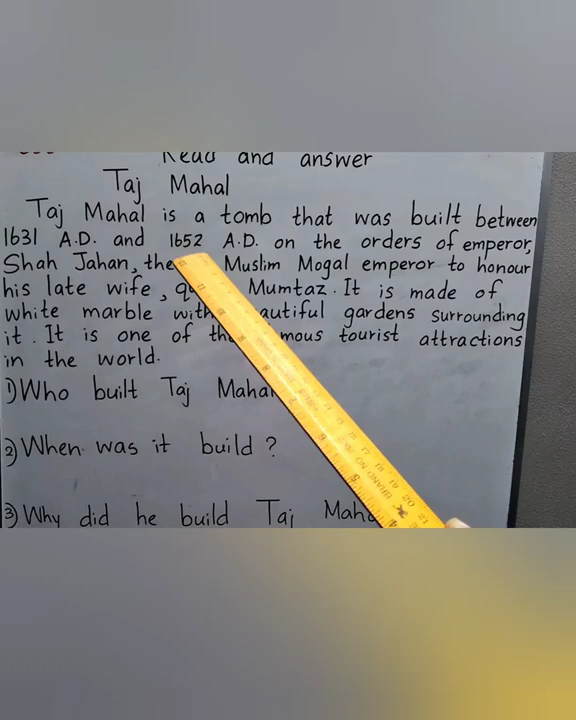 Read and answer
Taj Mahal
Taj Mahal is a tomb that was built between
1631 A.D. and 1652 A.D. on the orders of emperor,
Shah Jahan, the Muslim Mogal emperor to honour
his late wife, Mumtaz. It is made of
white marble with gardens surrounding
it. It is one of tourist attractions
in the world.
1) Who built Taj Mahal
2) When was it build ?
3) Why did he build Taj